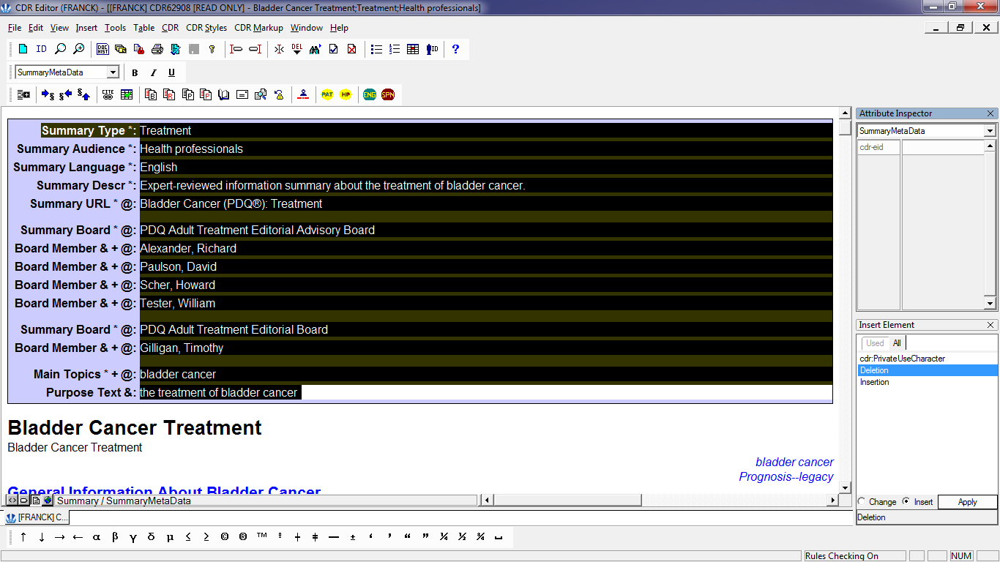 CDR Editor (FRANCK) - [[FRANCK] CDR62908 [READ ONLY] - Bladder Cancer Treatment;Treatment;Health professionals]
File Edit View Insert Tools Table CDR CDR Styles CDR Markup Window Help
ID DOC HIST DEL ID ?
SummaryMetaData B I U
CITE PAT HP ENG SPN
Summary Type *: Treatment
Summary Audience *: Health professionals
Summary Language *: English
Summary Descr *: Expert-reviewed information summary about the treatment of bladder cancer.
Summary URL * @: Bladder Cancer (PDQ®): Treatment
Summary Board * @: PDQ Adult Treatment Editorial Advisory Board
Board Member & + @: Alexander, Richard
Board Member & + @: Paulson, David
Board Member & + @: Scher, Howard
Board Member & + @: Tester, William
Summary Board * @: PDQ Adult Treatment Editorial Board
Board Member & + @: Gilligan, Timothy
Main Topics * + @: bladder cancer
Purpose Text &: the treatment of bladder cancer
Bladder Cancer Treatment
Bladder Cancer Treatment
bladder cancer
Prognosis--legacy
General Information About Bladder Cancer
Summary / SummaryMetaData
[FRANCK] C...
Attribute Inspector
SummaryMetaData
cdr-eid
Insert Element
Used All
cdr:PrivateUseCharacter
Deletion
Insertion
Change Insert Apply
Deletion
↑ ↓ → ← α β γ δ μ ≤ ≥ © ® ™ º ‡ — ± ‘ ’ “ ” ¼ ½ ¾
Rules Checking On NUM